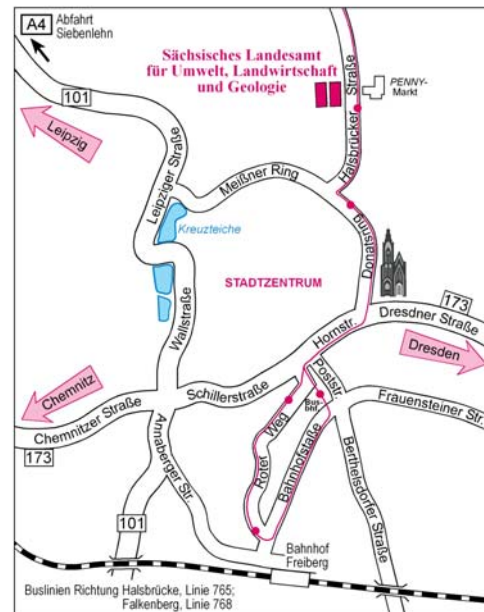 A4 Abfahrt
Siebenlehn
Sächsisches Landesamt
für Umwelt, Landwirtschaft
und Geologie
PENNY-
Markt
Halsbrücker Straße
101
Leipzig
Leipziger Straße
Meißner Ring
Kreuzteiche
Donatsring
STADTZENTRUM
Wallstraße
173
Dresdner Straße
Hornstr.
Dresden
Chemnitz
Schillerstraße
Poststr.
Bus-
bhf.
Frauensteiner Str.
Chemnitzer Straße
173
Roter Weg
Bahnhofstaße
Annaberger Str.
Berthelsdorfer Straße
101
Bahnhof
Freiberg
Buslinien Richtung Halsbrücke, Linie 765;
Falkenberg, Linie 768